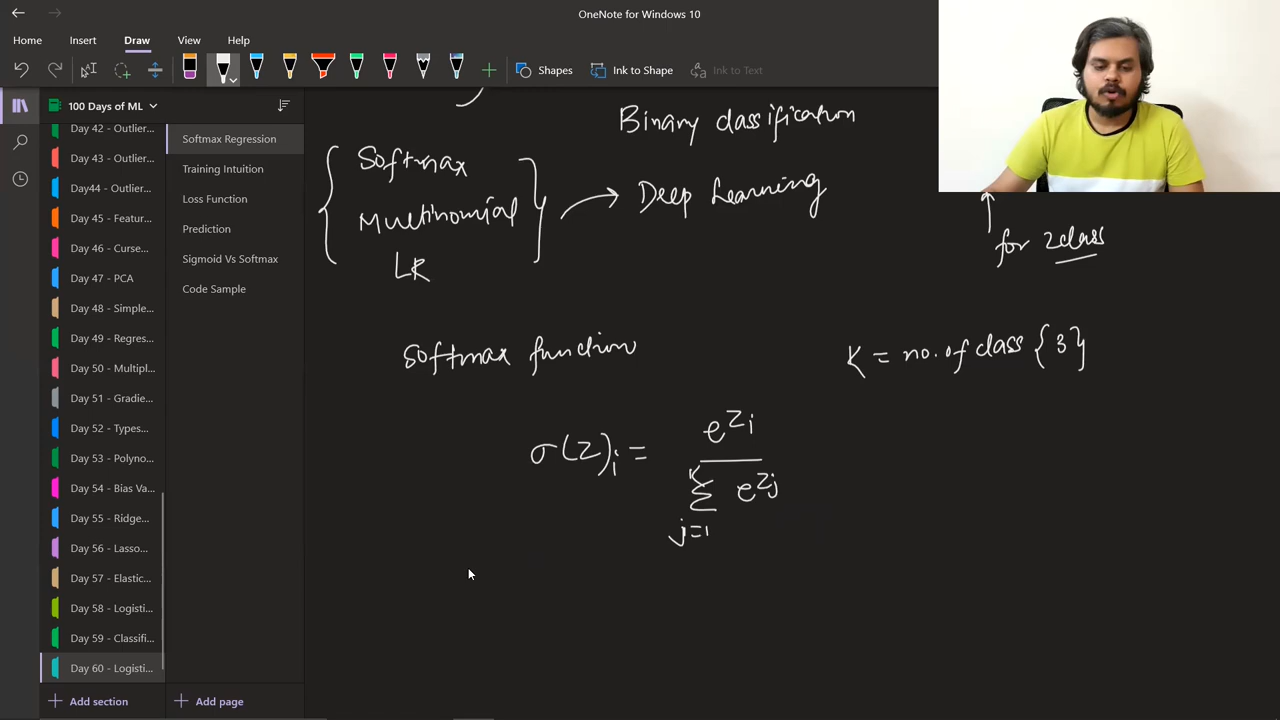 OneNote for Windows 10
Home Insert Draw View Help
Shapes Ink to Shape Ink to Text
100 Days of ML
Day 42 - Outlier...
Day 43 - Outlier...
Day44 - Outlier...
Day 45 - Featur...
Day 46 - Curse...
Day 47 - PCA
Day 48 - Simple...
Day 49 - Regres...
Day 50 - Multipl...
Day 51 - Gradie...
Day 52 - Types...
Day 53 - Polyno...
Day 54 - Bias Va...
Day 55 - Ridge...
Day 56 - Lasso...
Day 57 - Elastic...
Day 58 - Logisti...
Day 59 - Classifi...
Day 60 - Logisti...
Add section
Softmax Regression
Training Intuition
Loss Function
Prediction
Sigmoid Vs Softmax
Code Sample
Add page
Binary classification
{ Softmax
Multinomial
LR }
→ Deep Learning
for 2class
Softmax function
K = no. of class {3}
σ(z)i = e^zi / K Σ j=1 e^zj